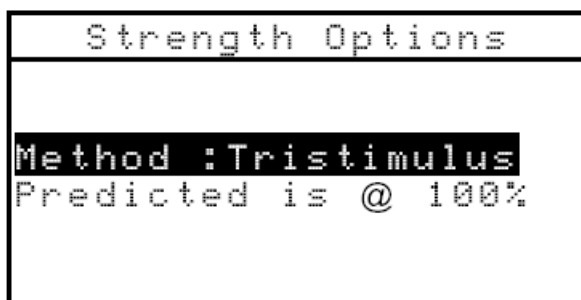 Strength Options
Method :Tristimulus
Predicted is @ 100%